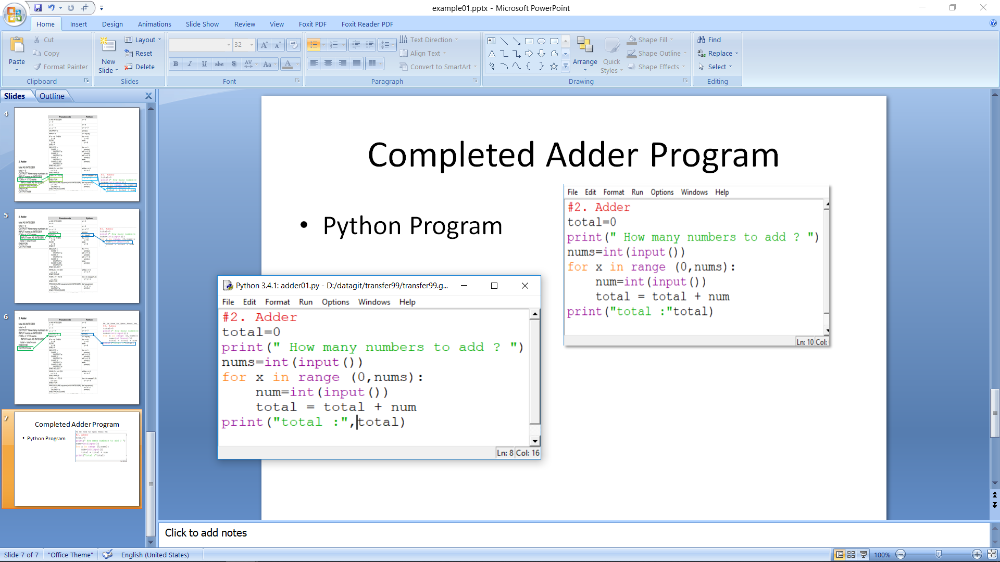 example01.pptx - Microsoft PowerPoint
Home Insert Design Animations Slide Show Review View Foxit PDF Foxit Reader PDF
Paste
Cut
Copy
Format Painter
Clipboard
New Slide
Layout
Reset
Delete
Slides
32
B I U abc S AV Aa A
Font
Text Direction
Align Text
Convert to SmartArt
Paragraph
Arrange
Quick Styles
Shape Fill
Shape Outline
Shape Effects
Drawing
Find
Replace
Select
Editing
Slides Outline
4
5
6
7
Completed Adder Program
• Python Program
Completed Adder Program
• Python Program
File Edit Format Run Options Windows Help
#2. Adder
total=0
print(" How many numbers to add ? ")
nums=int(input())
for x in range (0,nums):
    num=int(input())
    total = total + num
print("total :"total)
Ln: 10 Col:
Python 3.4.1: adder01.py - D:/datagit/transfer99/transfer99.g...
File Edit Format Run Options Windows Help
#2. Adder
total=0
print(" How many numbers to add ? ")
nums=int(input())
for x in range (0,nums):
    num=int(input())
    total = total + num
print("total :",total)
Ln: 8 Col: 16
Click to add notes
Slide 7 of 7 "Office Theme" English (United States) 100%